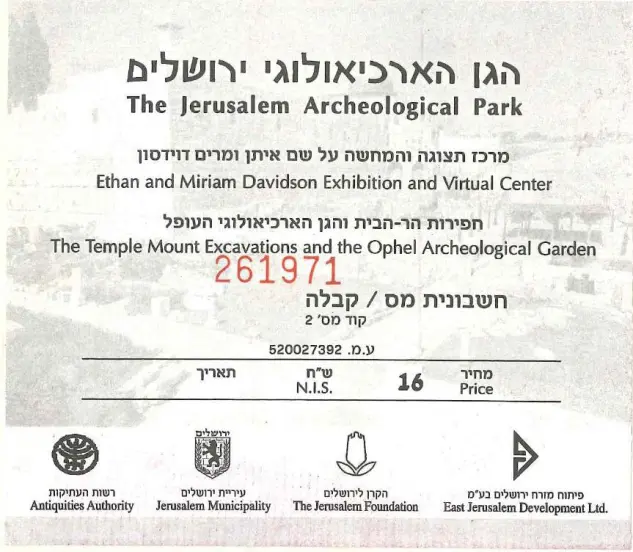 הגן הארכיאולוגי ירושלים
The Jerusalem Archeological Park
מרכז תצוגה והמחשה על שם איתן ומרים דוידסון
Ethan and Miriam Davidson Exhibition and Virtual Center
חפירות הר-הבית והגן הארכיאולוגי העופל
The Temple Mount Excavations and the Ophel Archeological Garden
261971
חשבונית מס / קבלה
קוד מס' 2
ע.מ. 520027392
מחיר 16 ש"ח תאריך
Price N.I.S.
ירושלים
פיתוח מזרח ירושלים בע"מ הקרן לירושלים עיריית ירושלים רשות העתיקות
Antiquities Authority Jerusalem Municipality The Jerusalem Foundation East Jerusalem Development Ltd.